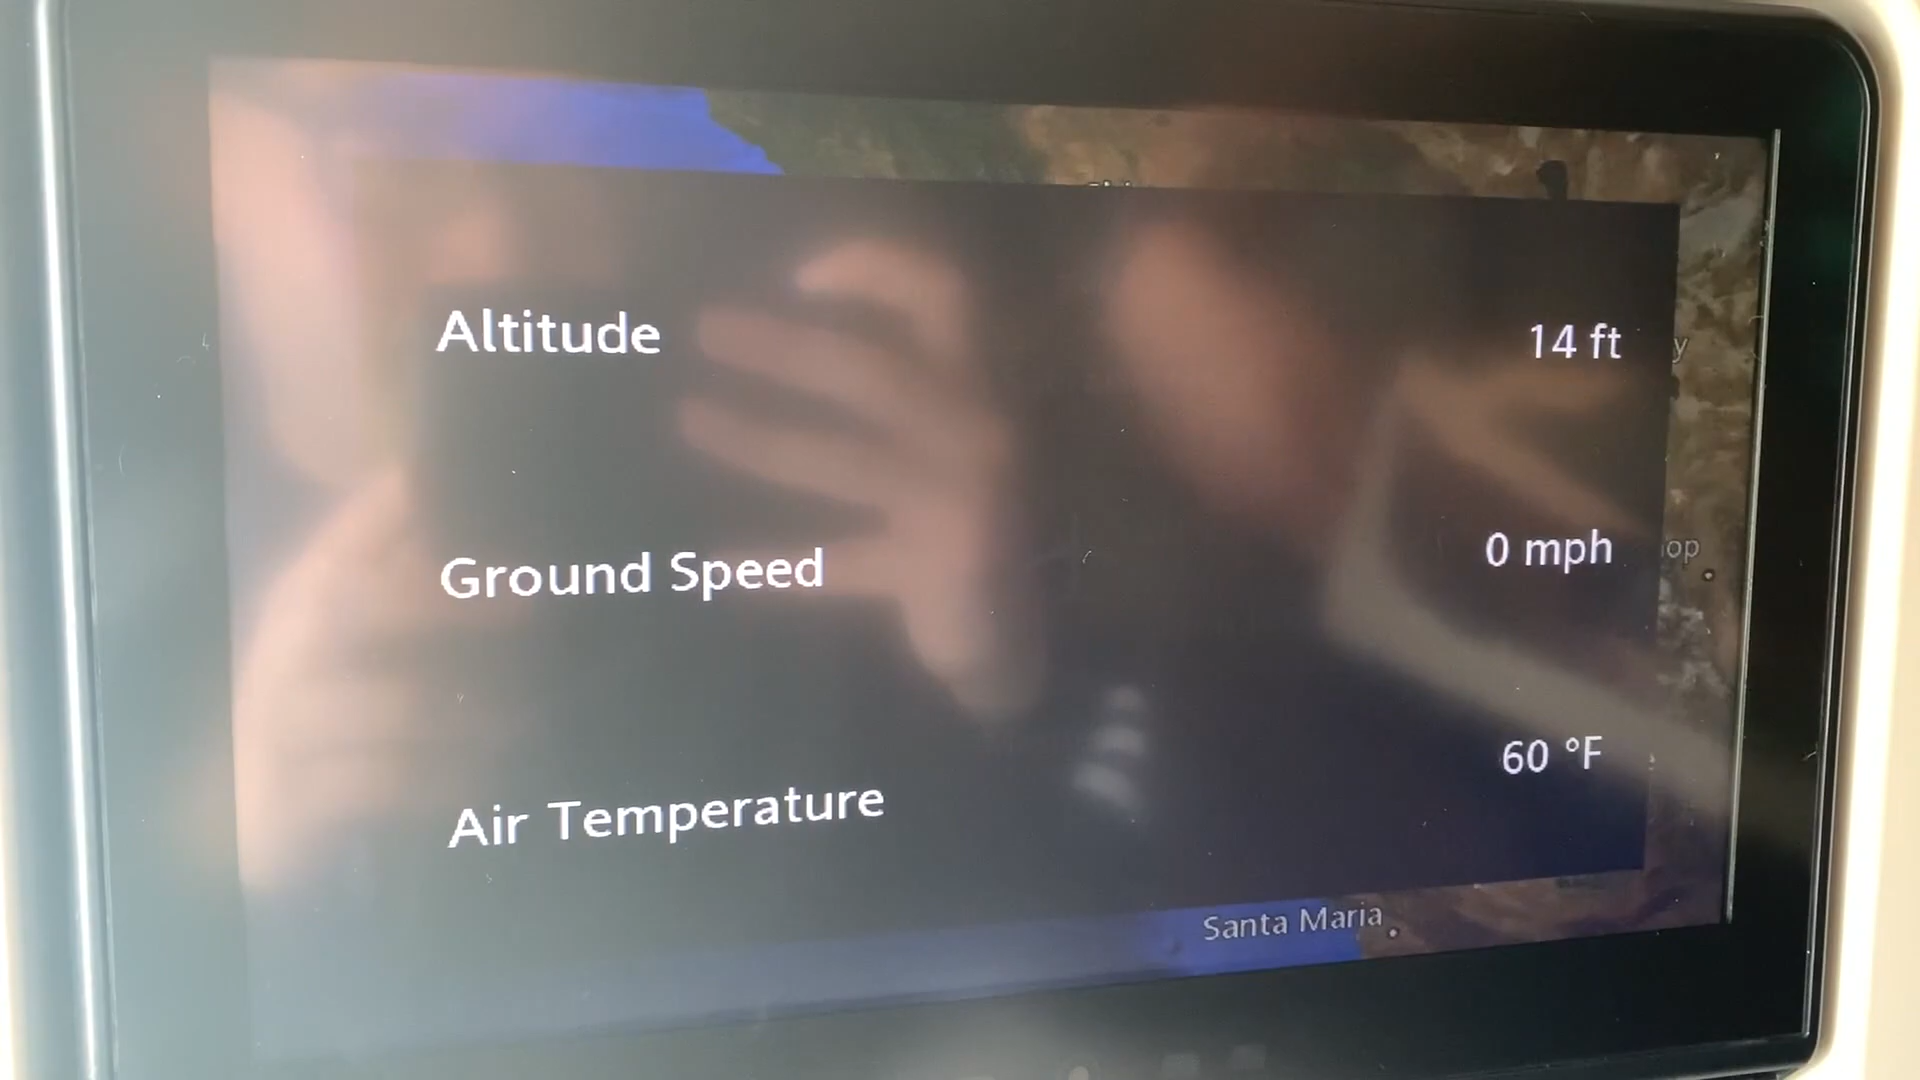 Altitude 14 ft
Ground Speed 0 mph
Air Temperature 60 °F
Santa Maria